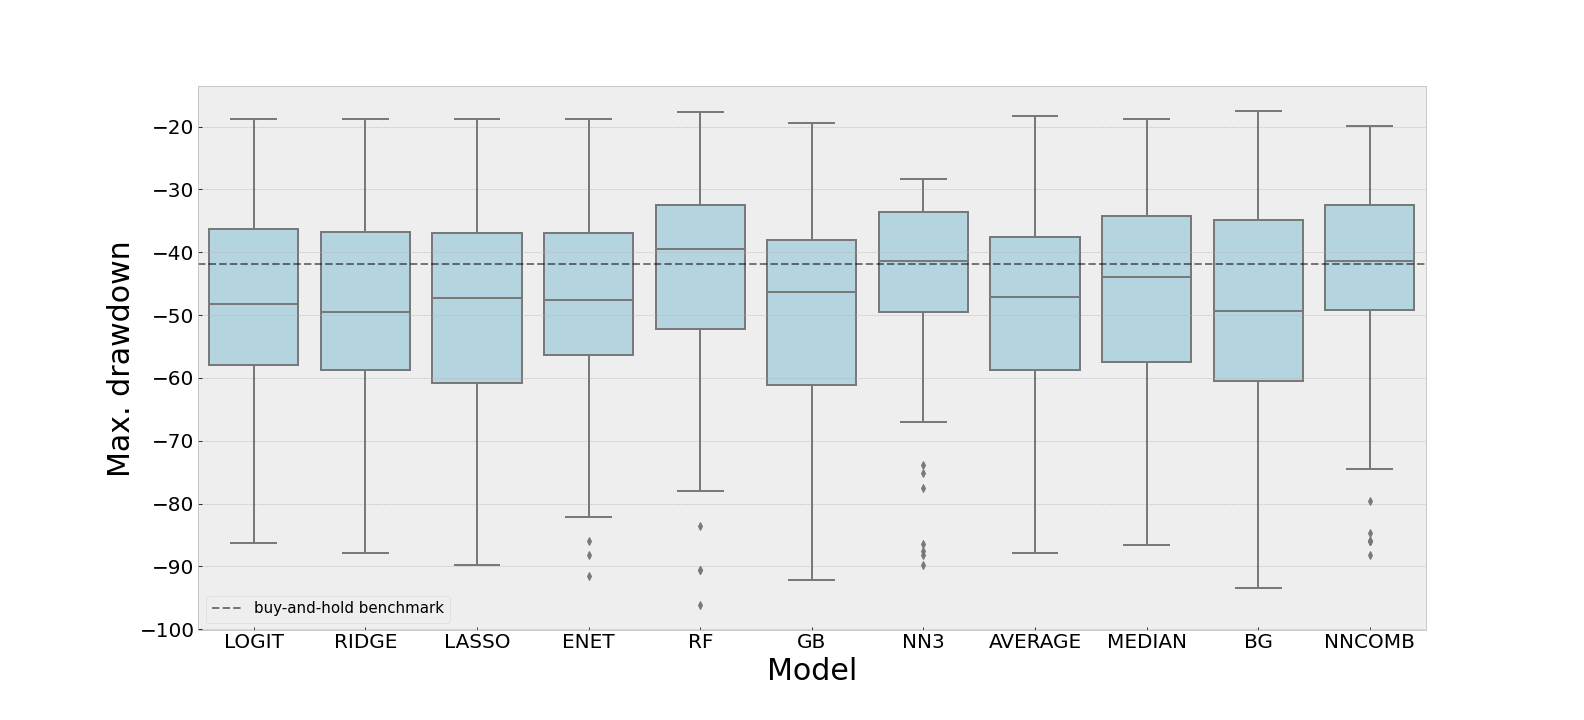 Max. drawdown
−20
−30
−40
−50
−60
−70
−80
−90
−100
buy-and-hold benchmark
LOGIT RIDGE LASSO ENET RF GB NN3 AVERAGE MEDIAN BG NNCOMB
Model